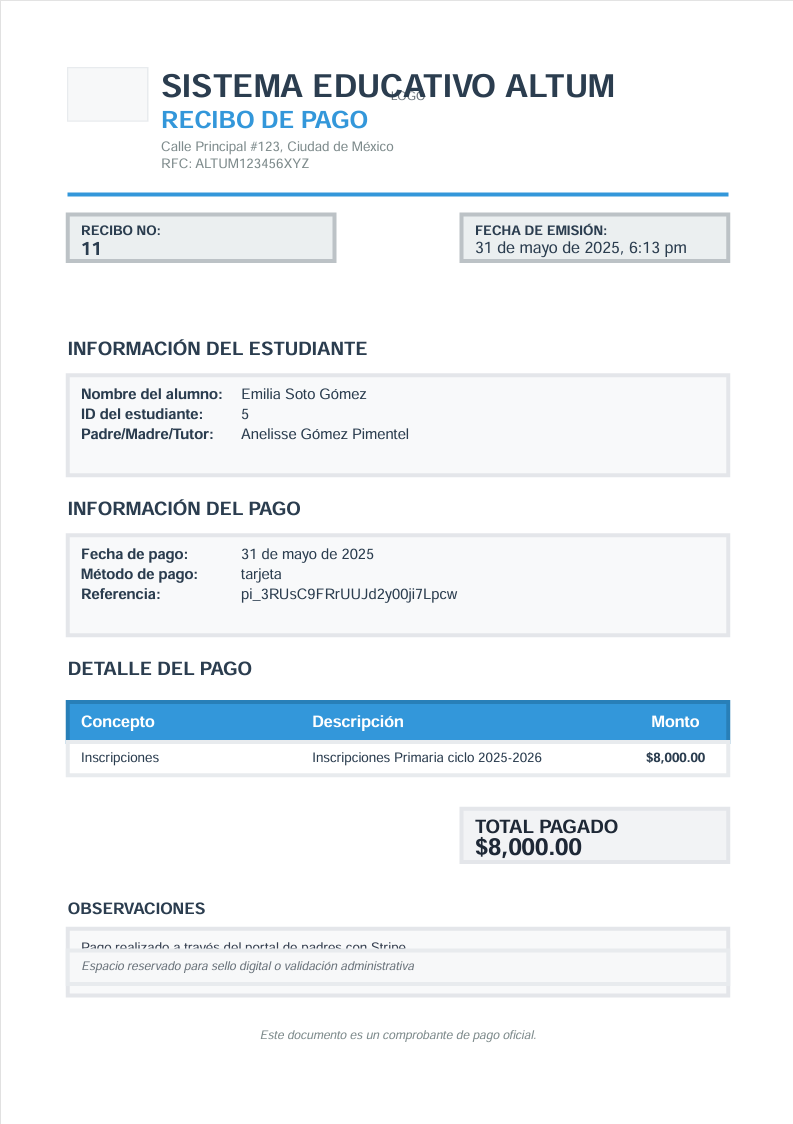 SISTEMA EDUCATIVO ALTUM
LOGO
RECIBO DE PAGO
Calle Principal #123, Ciudad de México
RFC: ALTUM123456XYZ
RECIBO NO:
11
FECHA DE EMISIÓN:
31 de mayo de 2025, 6:13 pm
INFORMACIÓN DEL ESTUDIANTE
Nombre del alumno: Emilia Soto Gómez
ID del estudiante: 5
Padre/Madre/Tutor: Anelisse Gómez Pimentel
INFORMACIÓN DEL PAGO
Fecha de pago: 31 de mayo de 2025
Método de pago: tarjeta
Referencia: pi_3RUsC9FRrUUJd2y00ji7Lpcw
DETALLE DEL PAGO
Concepto Descripción Monto
Inscripciones Inscripciones Primaria ciclo 2025-2026 $8,000.00
TOTAL PAGADO
$8,000.00
OBSERVACIONES
Pago realizado a través del portal de padres con Stripe
Espacio reservado para sello digital o validación administrativa
Este documento es un comprobante de pago oficial.